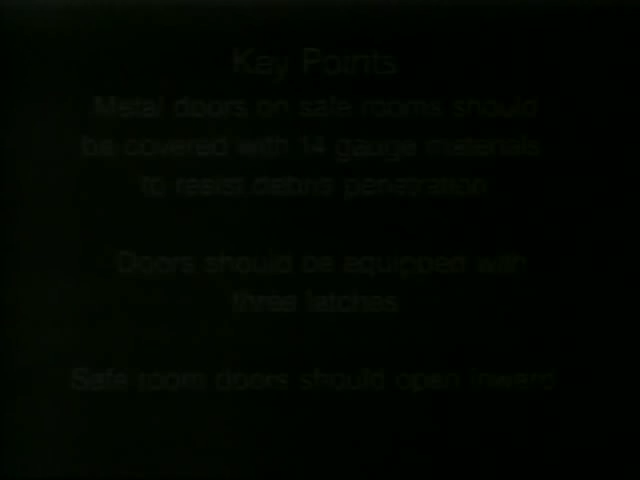 Key Points
Metal doors on safe rooms should
be covered with 14 gauge materials
to resist debris penetration
Doors should be equipped with
three latches
Safe room doors should open inward